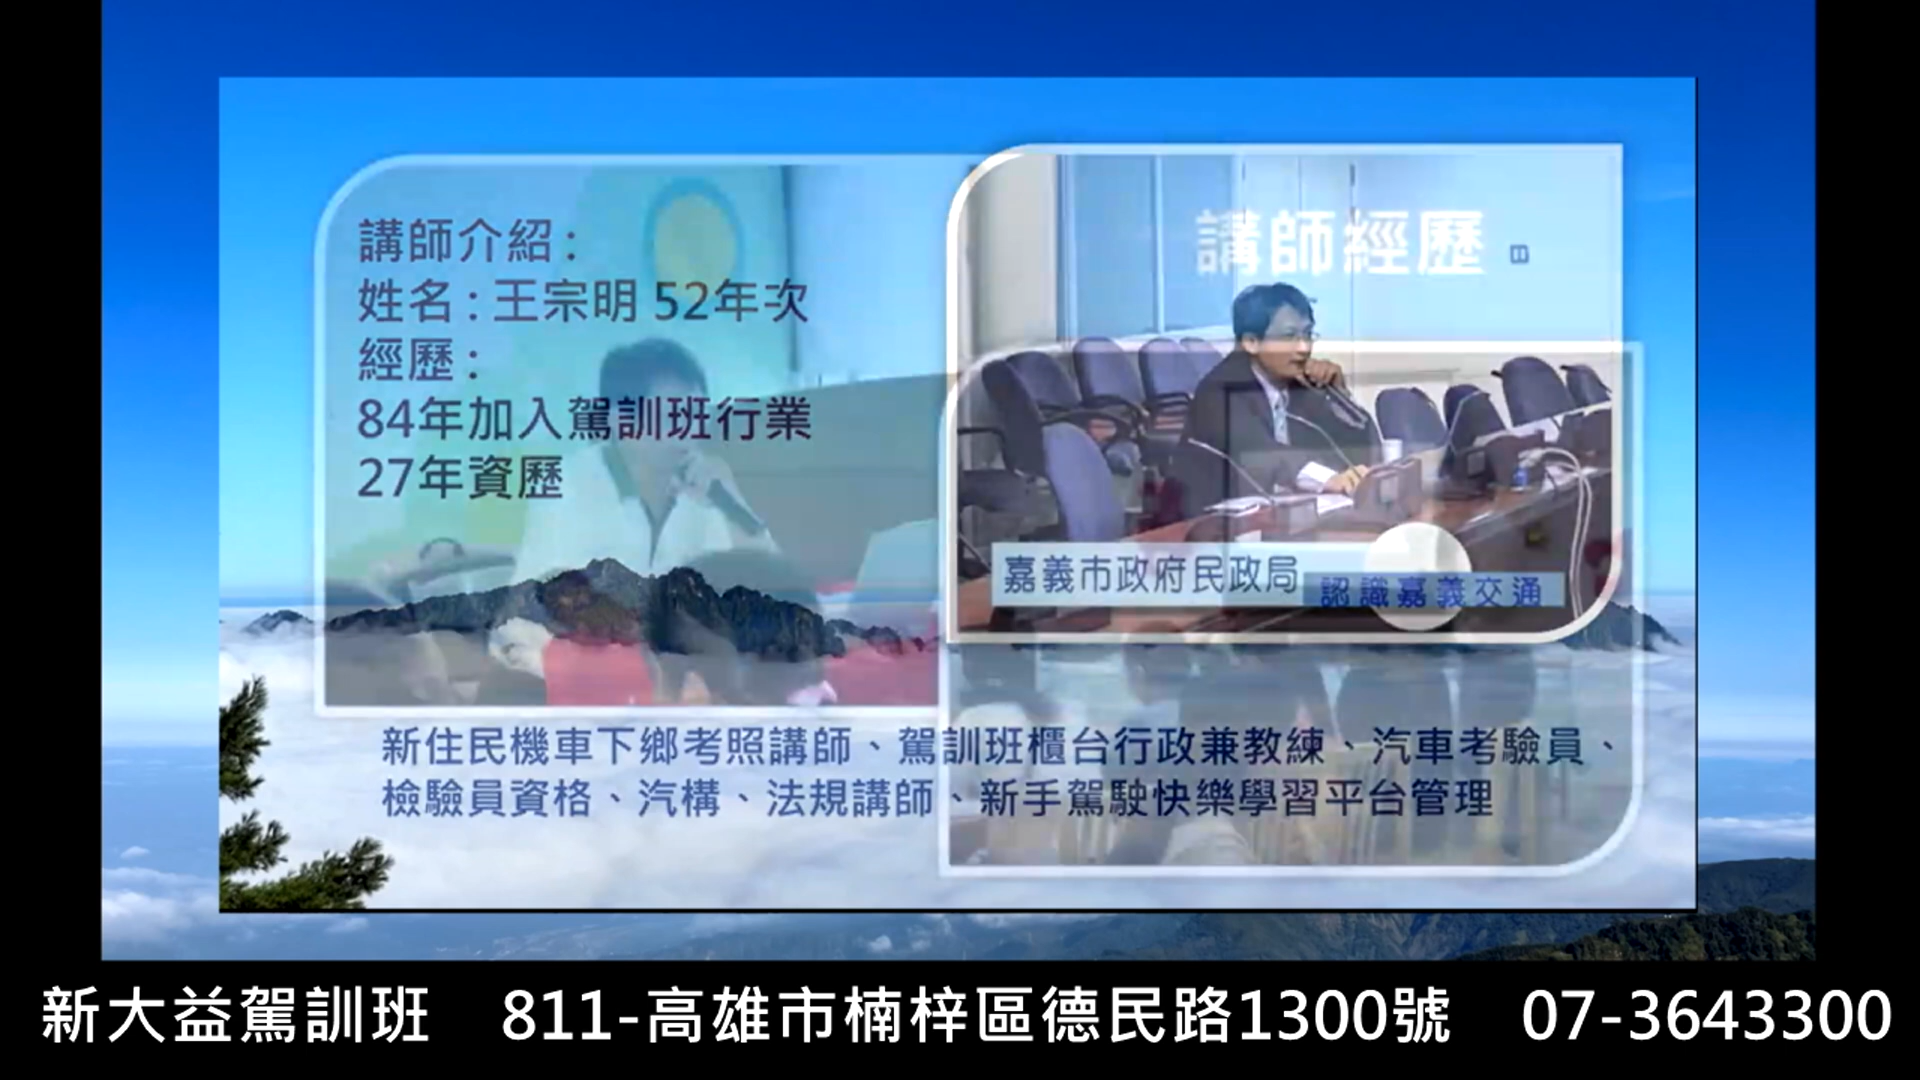 講師介紹 :
姓名 : 王宗明 52年次
經歷 :
84年加入駕訓班行業
27年資歷
講師經歷
嘉義市政府民政局
認識嘉義交通
新住民機車下鄉考照講師、駕訓班櫃台行政兼教練、汽車考驗員、
檢驗員資格、汽構、法規講師、新手駕駛快樂學習平台管理
新大益駕訓班 811-高雄市楠梓區德民路1300號 07-3643300